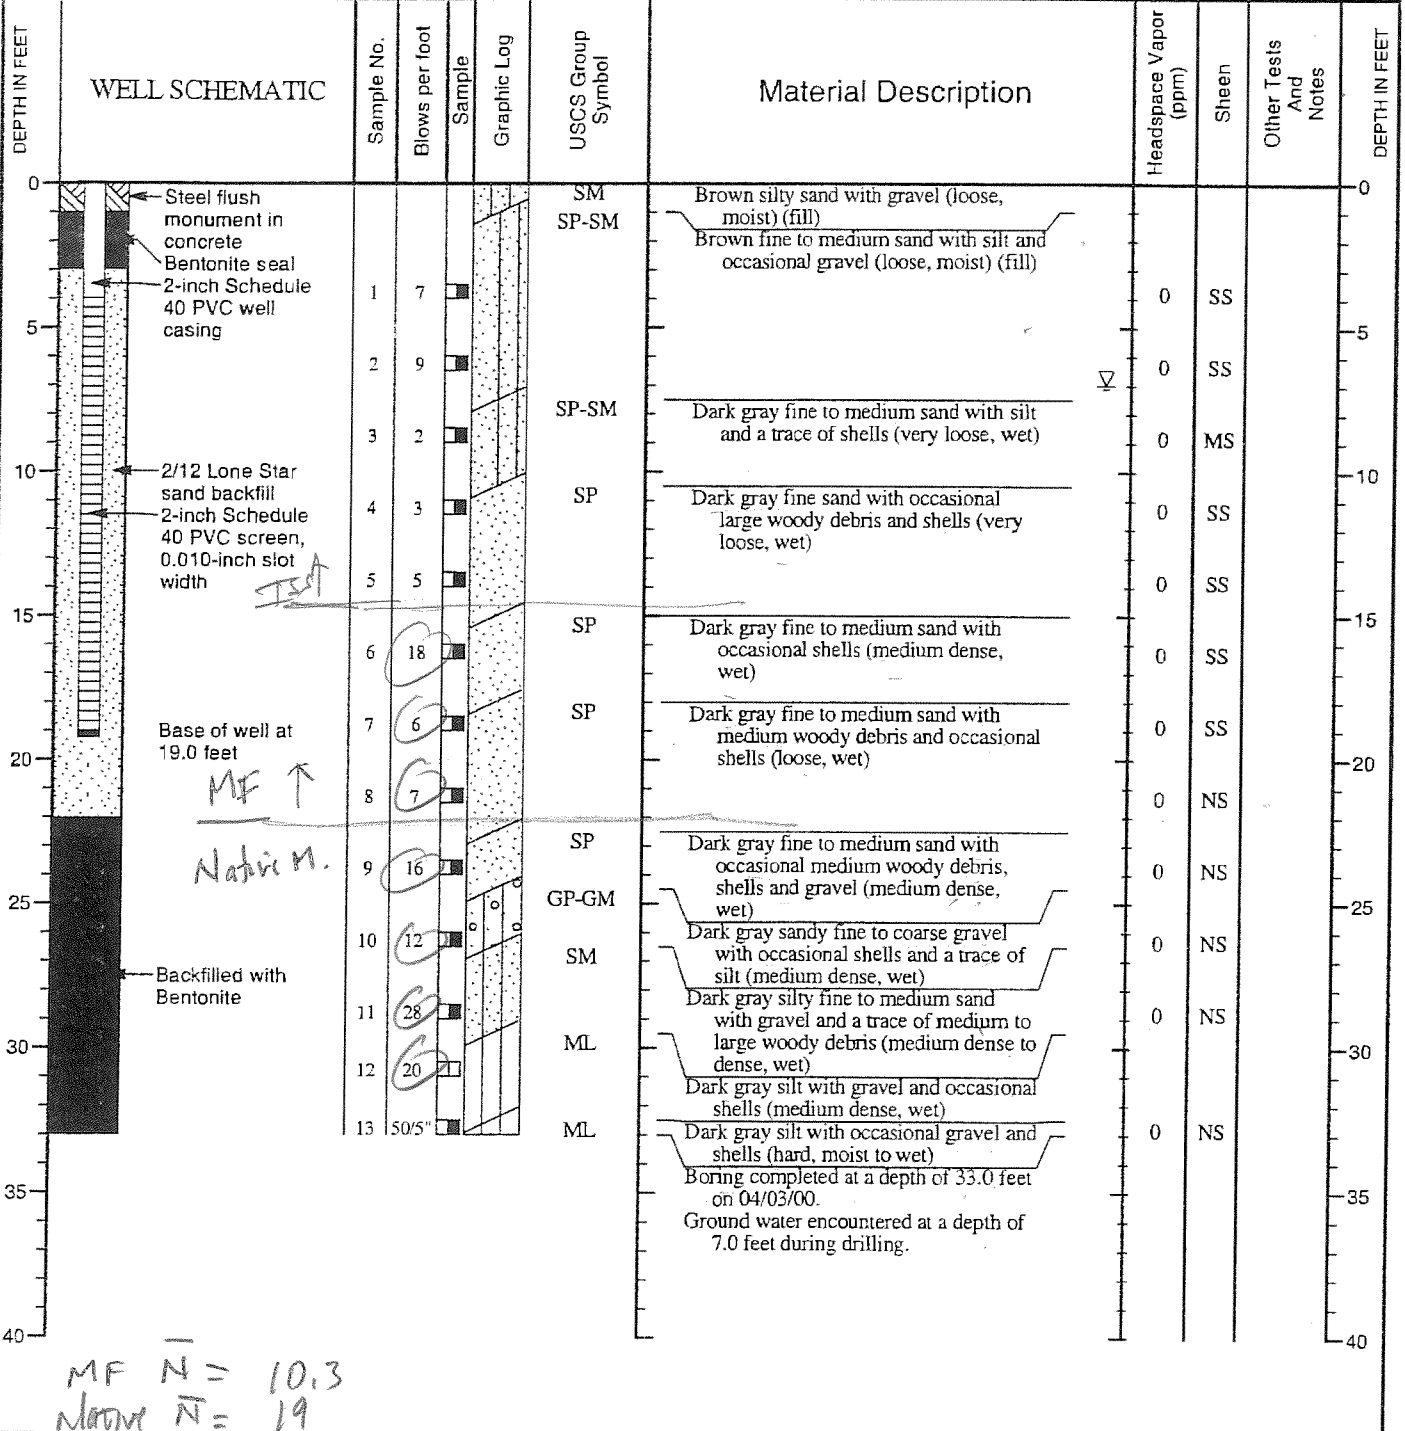 DEPTH IN FEET
WELL SCHEMATIC
Sample No.
Blows per foot
Sample
Graphic Log
USCS Group
Symbol
Material Description
Headspace Vapor
(ppm)
Sheen
Other Tests
And
Notes
DEPTH IN FEET
0
Steel flush
monument in
concrete
Bentonite seal
2-inch Schedule
40 PVC well
casing
SM
Brown silty sand with gravel (loose,
moist) (fill)
SP-SM
Brown fine to medium sand with silt and
occasional gravel (loose, moist) (fill)
0
1 7 0 SS
5 5
2 9 0 SS
SP-SM
Dark gray fine to medium sand with silt
and a trace of shells (very loose, wet)
3 2 0 MS
10 10
2/12 Lone Star
sand backfill
2-inch Schedule
40 PVC screen,
0.010-inch slot
width
SP
Dark gray fine sand with occasional
large woody debris and shells (very
loose, wet)
4 3 0 SS
5 5 0 SS
15 15
SP
Dark gray fine to medium sand with
occasional shells (medium dense,
wet)
6 18 0 SS
SP
Dark gray fine to medium sand with
medium woody debris and occasional
shells (loose, wet)
7 6 0 SS
Base of well at
19.0 feet
20 20
MF ↑
8 7 0 NS
Native M.
SP
Dark gray fine to medium sand with
occasional medium woody debris,
shells and gravel (medium dense,
wet)
9 16 0 NS
25 25
GP-GM
Dark gray sandy fine to coarse gravel
with occasional shells and a trace of
silt (medium dense, wet)
10 12 0 NS
SM
Dark gray silty fine to medium sand
with gravel and a trace of medium to
large woody debris (medium dense to
dense, wet)
Backfilled with
Bentonite
11 28 0 NS
30 30
ML
Dark gray silt with gravel and occasional
shells (medium dense, wet)
12 20
13 50/5" ML 0 NS
Dark gray silt with occasional gravel and
shells (hard, moist to wet)
Boring completed at a depth of 33.0 feet
on 04/03/00.
Ground water encountered at a depth of
7.0 feet during drilling.
35 35
40 40
MF N̅ = 10.3
Native N̅ = 19